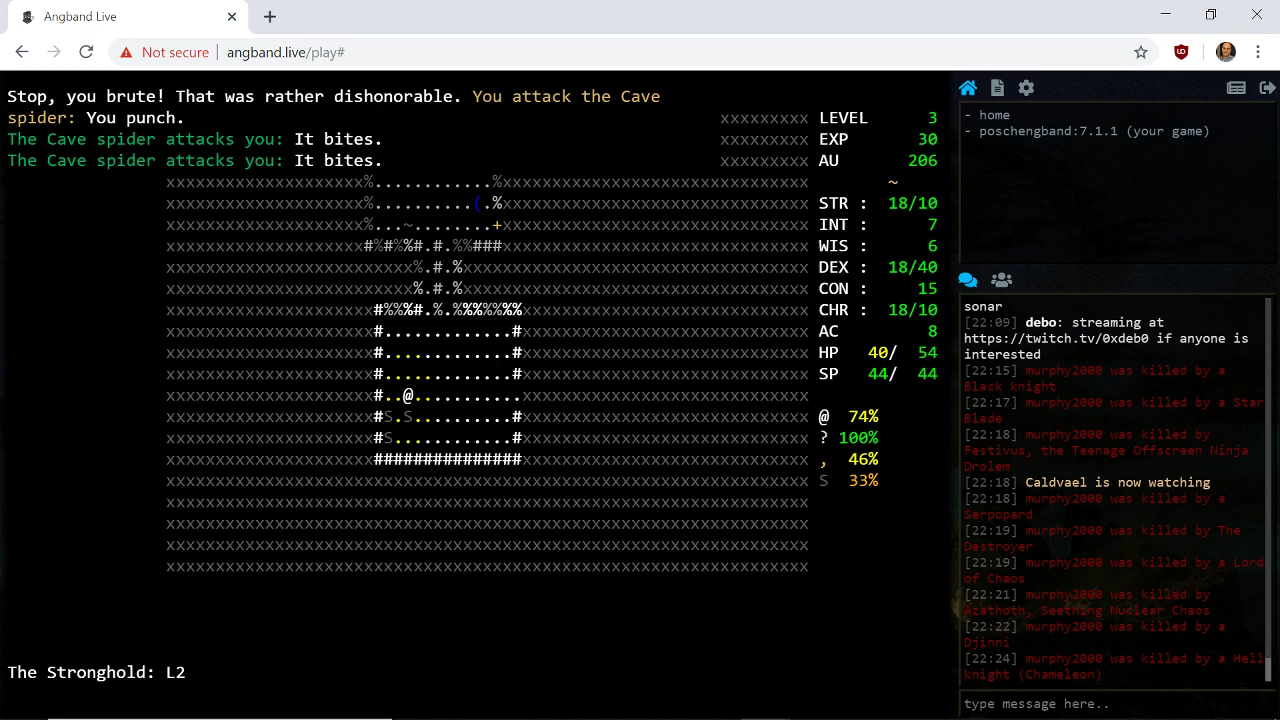 Angband Live
Not secure
angband.live/play#
Stop, you brute! That was rather dishonorable. You attack the Cave
spider: You punch.
The Cave spider attacks you: It bites.
The Cave spider attacks you: It bites.
LEVEL 3
EXP 30
AU 206
~
STR : 18/10
INT : 7
WIS : 6
DEX : 18/40
CON : 15
CHR : 18/10
AC 8
HP 40/ 54
SP 44/ 44
@ 74%
? 100%
, 46%
S 33%
The Stronghold: L2
- home
- poschengband:7.1.1 (your game)
sonar
[22:09] debo: streaming at
https://twitch.tv/0xdeb0 if anyone is
interested
[22:15] murphy2000 was killed by a
Black knight
[22:17] murphy2000 was killed by a Star
Blade
[22:18] murphy2000 was killed by
Festivus, the Teenage Offscreen Ninja
Drolem
[22:18] Caldvael is now watching
[22:18] murphy2000 was killed by a
Serpopard
[22:19] murphy2000 was killed by The
Destroyer
[22:19] murphy2000 was killed by a Lord
of Chaos
[22:21] murphy2000 was killed by
Azathoth, Seething Nuclear Chaos
[22:22] murphy2000 was killed by a
Djinni
[22:24] murphy2000 was killed by a Hell
knight (Chameleon)
type message here..